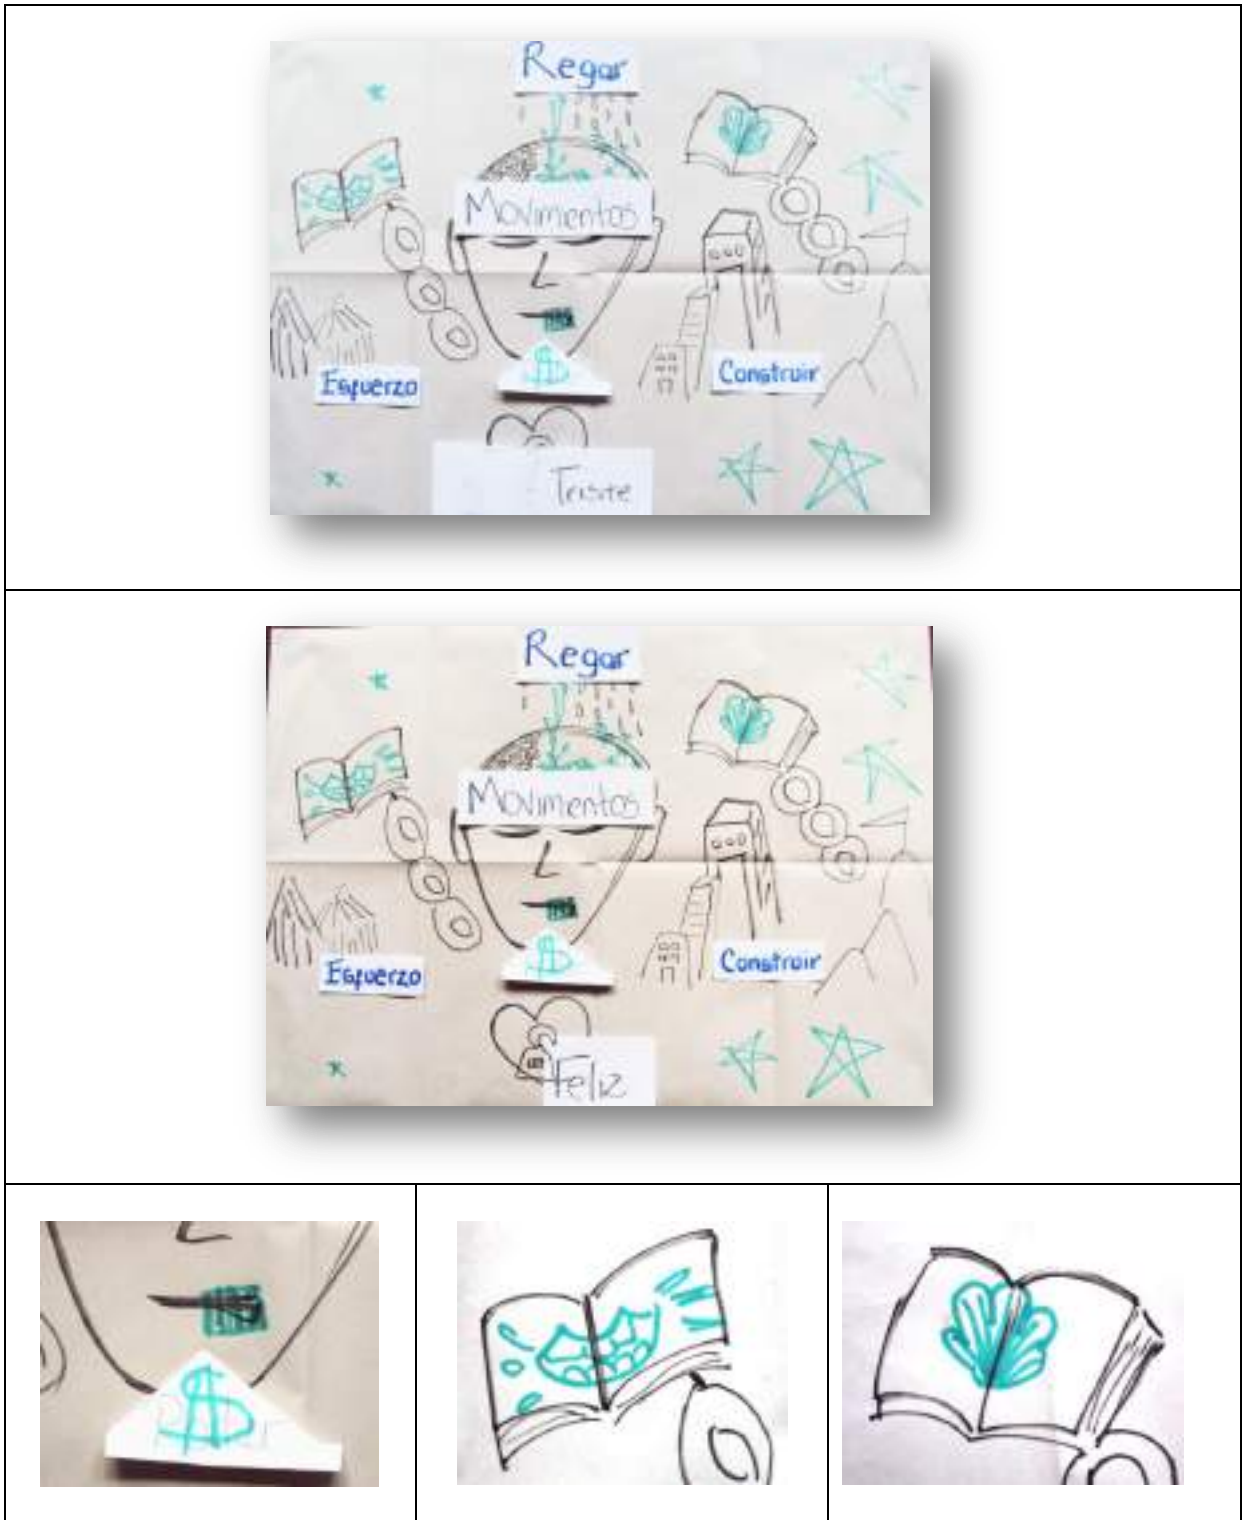 Regar
Movimentos
$
Esfuerzo
Construir
Triste
Regar
Movimentos
$
Esfuerzo
Construir
Feliz
$